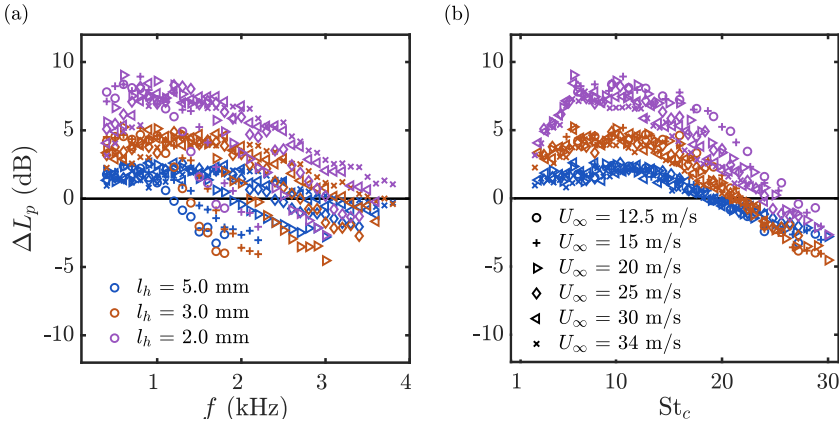 (a)
(b)
10
5
0
-5
-10
ΔL_p (dB)
l_h = 5.0 mm
l_h = 3.0 mm
l_h = 2.0 mm
1
2
3
4
f (kHz)
10
5
0
-5
-10
U_∞ = 12.5 m/s
U_∞ = 15 m/s
U_∞ = 20 m/s
U_∞ = 25 m/s
U_∞ = 30 m/s
U_∞ = 34 m/s
1
10
20
30
St_c